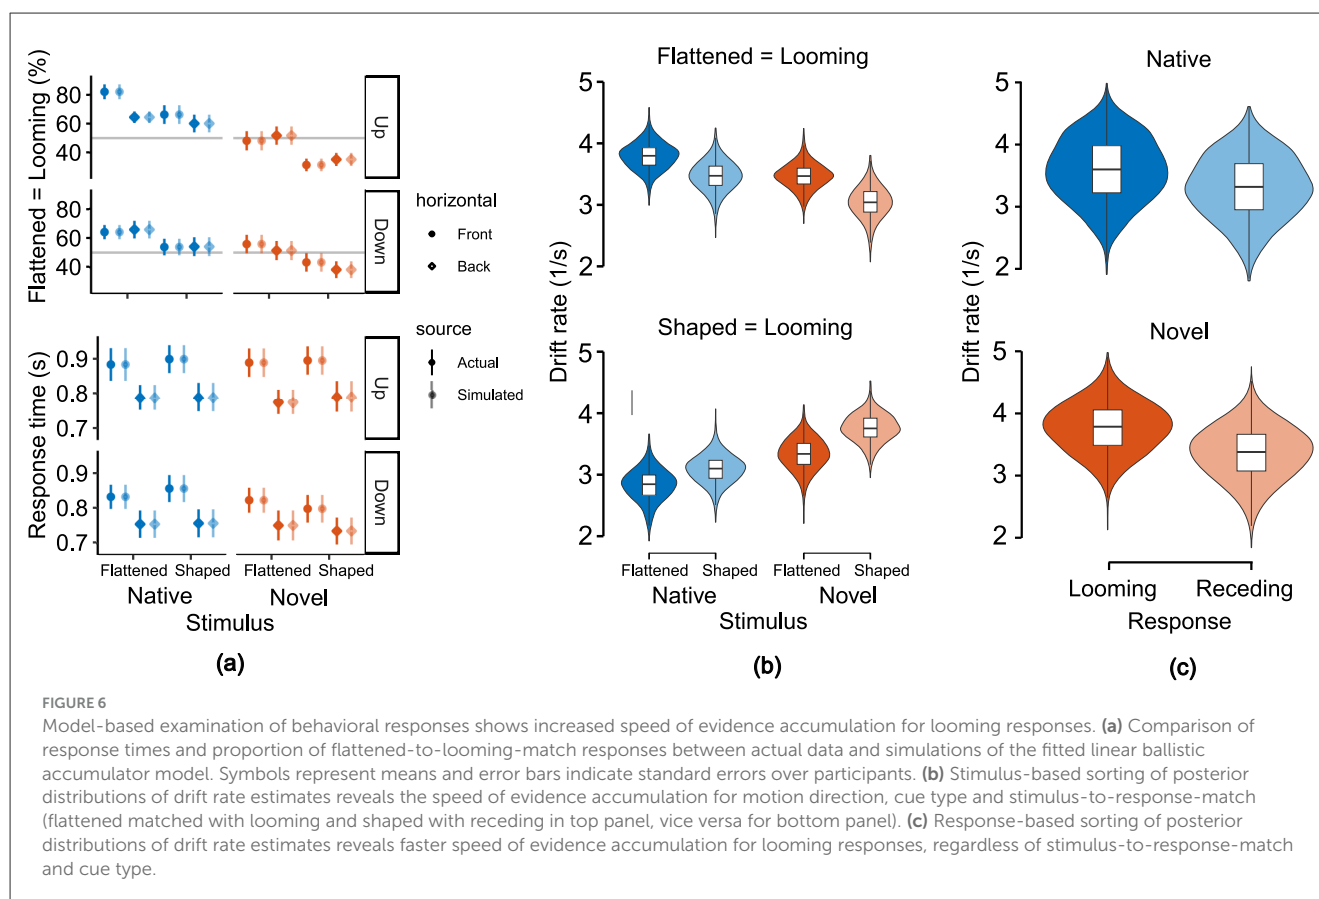 Flattened = Looming (%)
80
60
40
Up
80
60
40
Down
horizontal
Front
Back
source
Actual
Simulated
Response time (s)
0.9
0.8
0.7
Up
0.9
0.8
0.7
Down
Flattened Shaped Flattened Shaped
Native Novel
Stimulus
(a)
Flattened = Looming
5
4
3
2
Drift rate (1/s)
Shaped = Looming
5
4
3
2
Flattened Shaped Flattened Shaped
Native Novel
Stimulus
(b)
Native
5
4
3
2
Drift rate (1/s)
Novel
5
4
3
2
Looming Receding
Response
(c)
FIGURE 6
Model-based examination of behavioral responses shows increased speed of evidence accumulation for looming responses. (a) Comparison of
response times and proportion of flattened-to-looming-match responses between actual data and simulations of the fitted linear ballistic
accumulator model. Symbols represent means and error bars indicate standard errors over participants. (b) Stimulus-based sorting of posterior
distributions of drift rate estimates reveals the speed of evidence accumulation for motion direction, cue type and stimulus-to-response-match
(flattened matched with looming and shaped with receding in top panel, vice versa for bottom panel). (c) Response-based sorting of posterior
distributions of drift rate estimates reveals faster speed of evidence accumulation for looming responses, regardless of stimulus-to-response-match
and cue type.